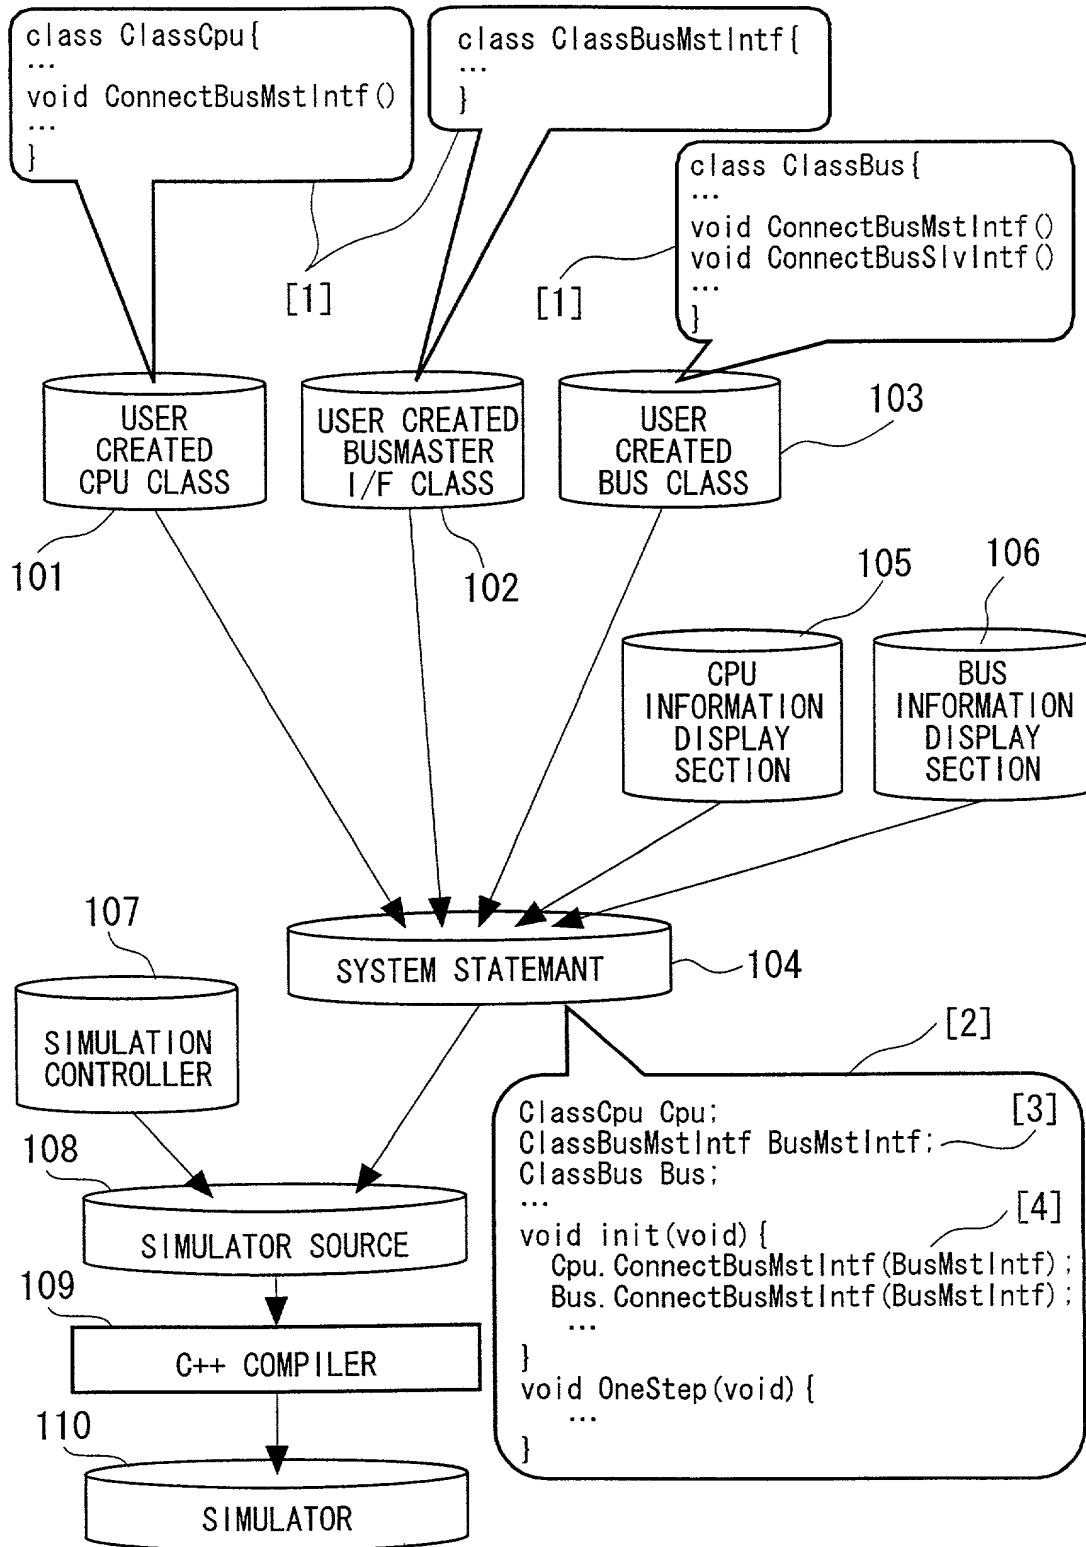 class ClassCpu{
...
void ConnectBusMstIntf()
...
}
class ClassBusMstIntf{
...
}
class ClassBus{
...
void ConnectBusMstIntf()
void ConnectBusSlvIntf()
...
}
[1]
[1]
USER
CREATED
CPU CLASS
USER CREATED
BUSMASTER
I/F CLASS
USER
CREATED
BUS CLASS
103
101
102
105
106
CPU
INFORMATION
DISPLAY
SECTION
BUS
INFORMATION
DISPLAY
SECTION
107
SYSTEM STATEMANT
104
SIMULATION
CONTROLLER
[2]
ClassCpu Cpu;
[3]
ClassBusMstIntf BusMstIntf;
ClassBus Bus;
...
[4]
void init(void){
Cpu.ConnectBusMstIntf(BusMstIntf);
Bus.ConnectBusMstIntf(BusMstIntf);
...
}
void OneStep(void){
...
}
108
SIMULATOR SOURCE
109
C++ COMPILER
110
SIMULATOR